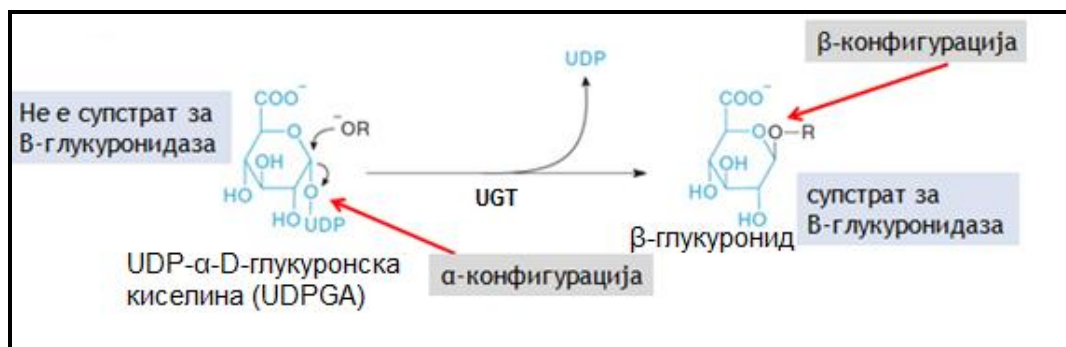 β-конфигурација
UDP
Не е супстрат за
В-глукуронидаза
COO⁻
O
⁻OR
OH
HO
O
HO
UDP
UGT
COO⁻
O
O–R
OH
HO
HO
супстрат за
В-глукуронидаза
β-глукуронид
UDP-α-D-глукуронска
киселина (UDPGA)
α-конфигурација